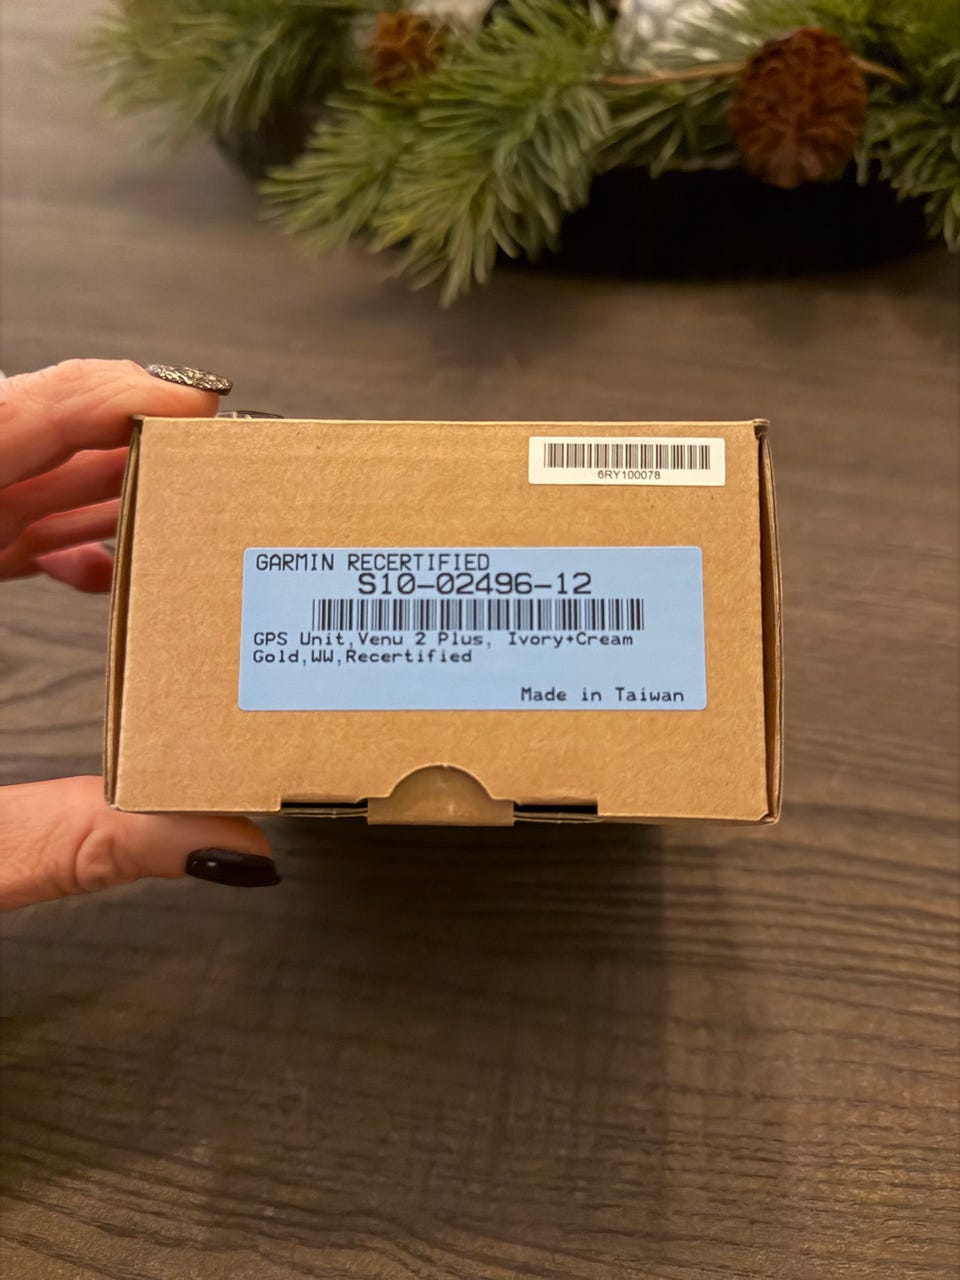 6RY100078
GARMIN RECERTIFIED
S10-02496-12
GPS Unit,Venu 2 Plus, Ivory+Cream
Gold,WW,Recertified
Made in Taiwan